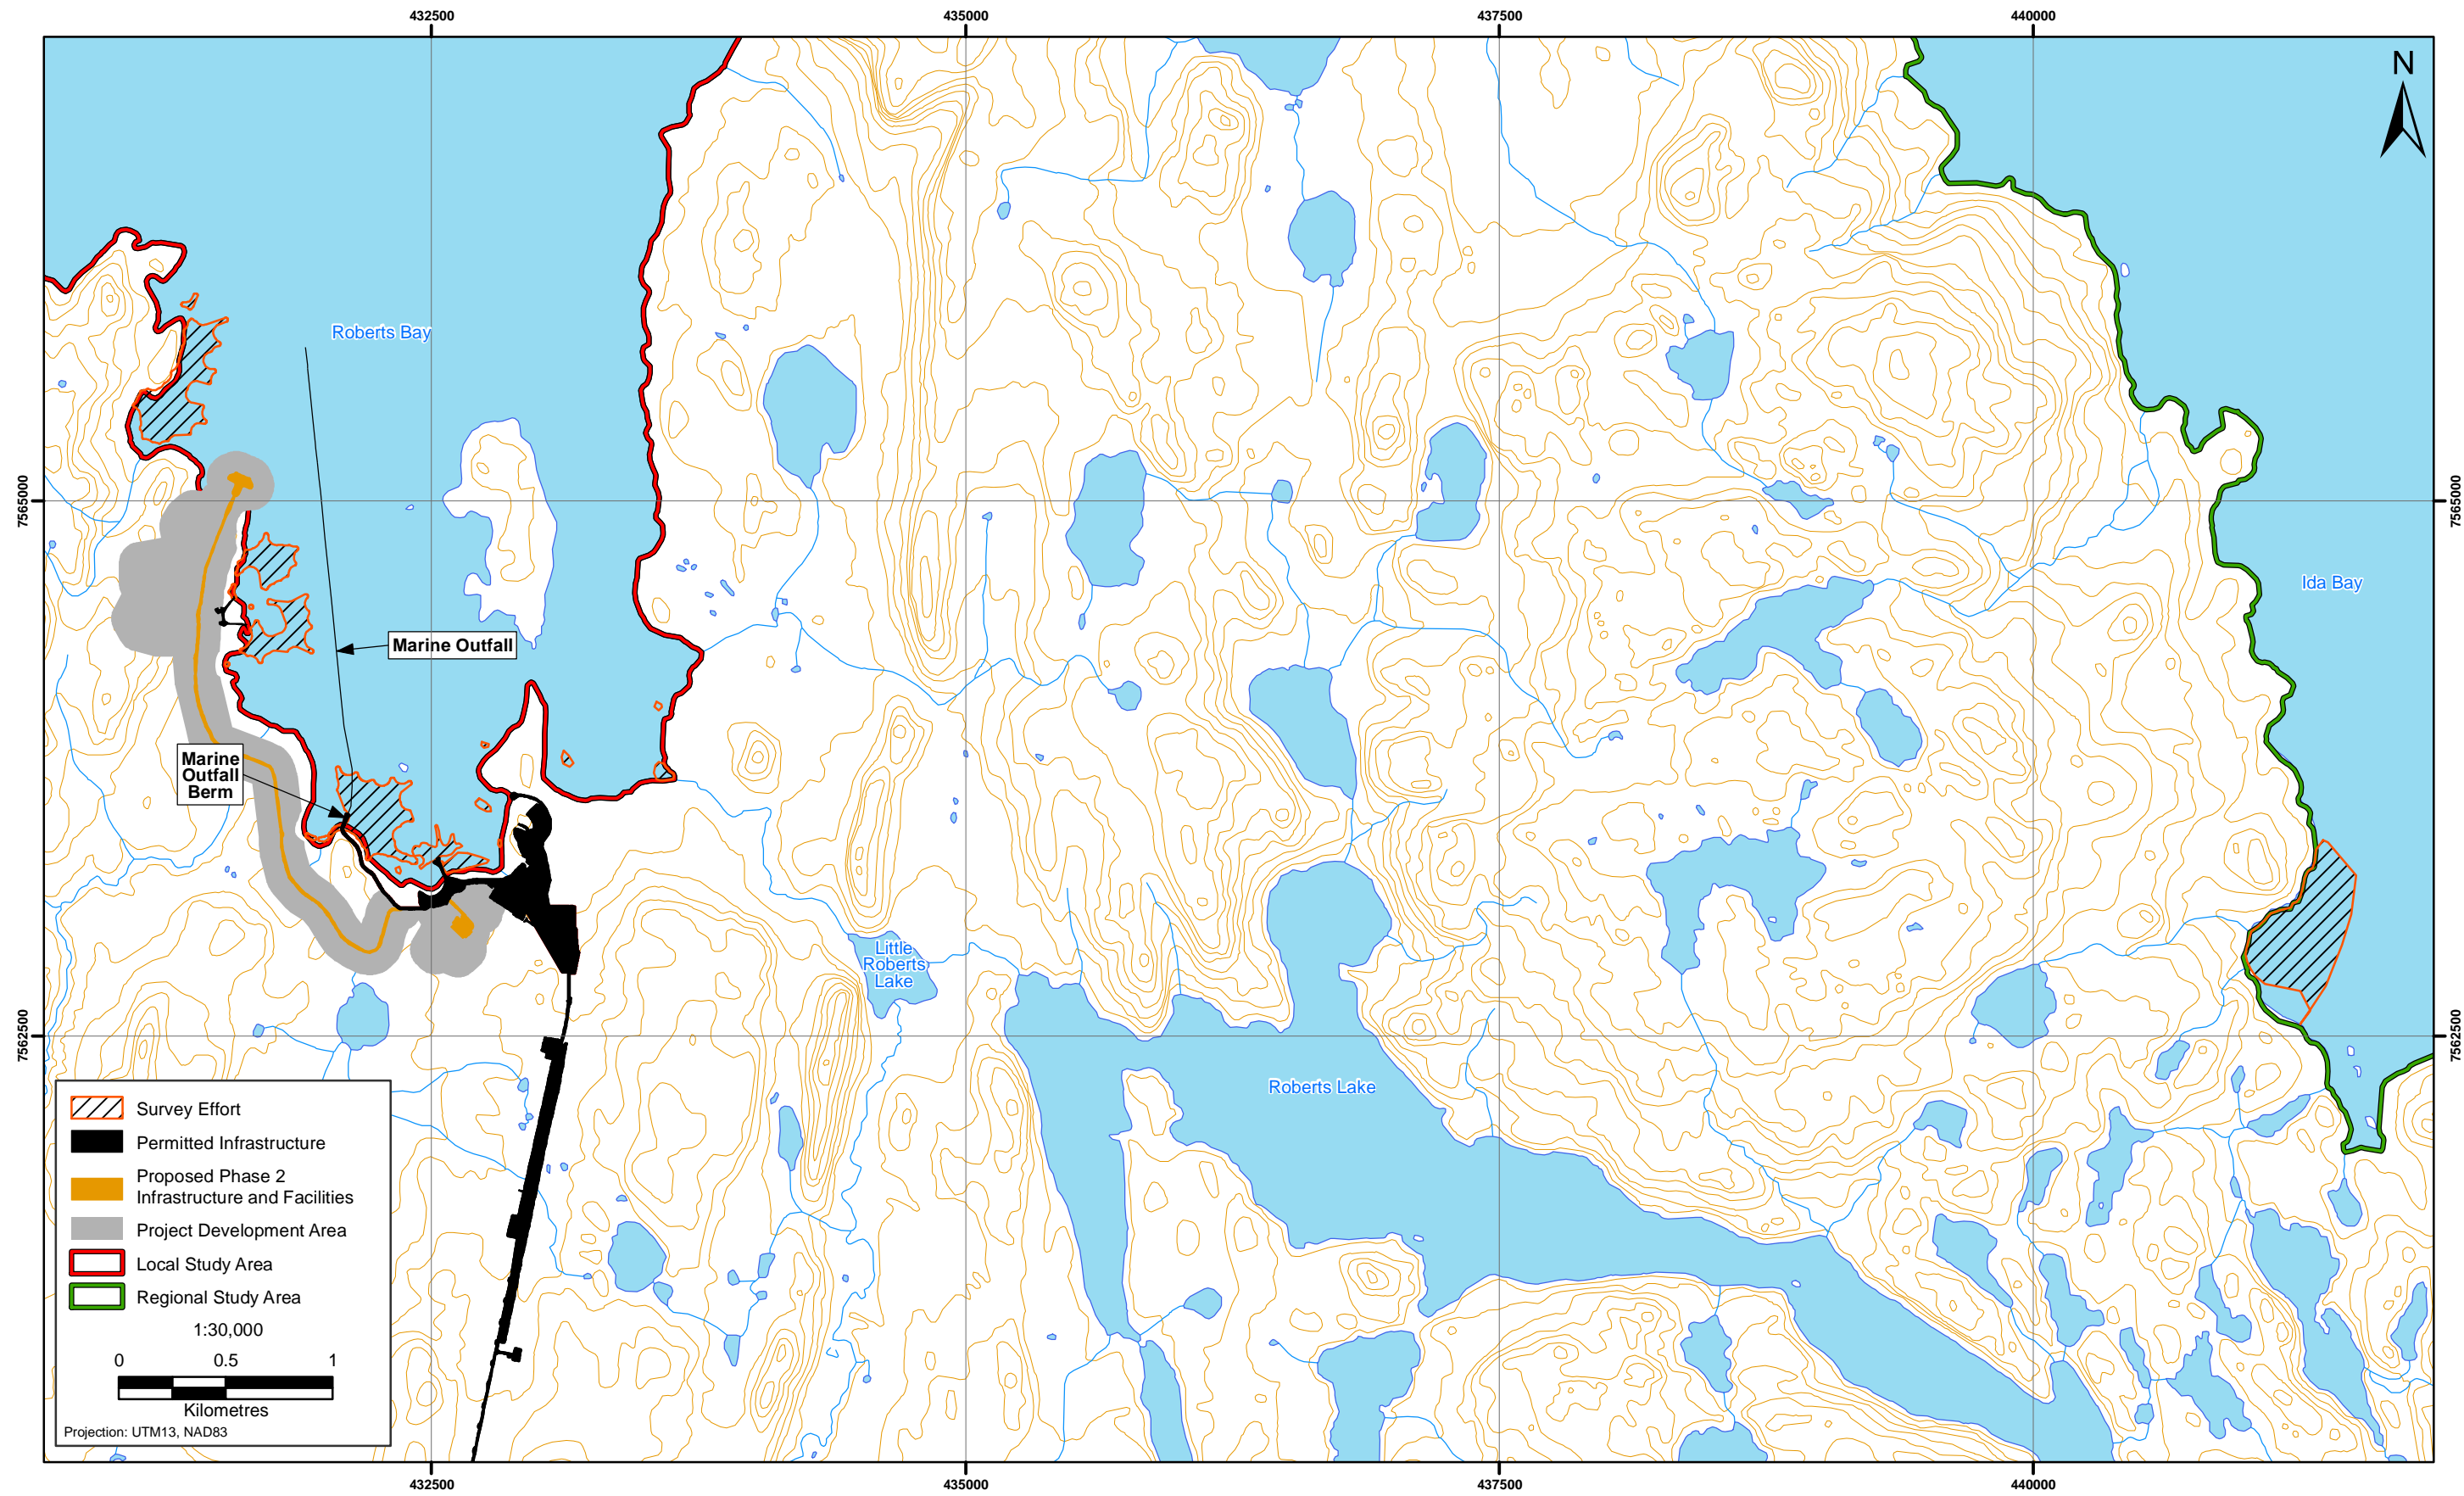 432500
435000
437500
440000
N
Roberts Bay
7565000
7565000
Ida Bay
Marine Outfall
Marine
Outfall
Berm
Little
Roberts
Lake
7562500
7562500
Roberts Lake
Survey Effort
Permitted Infrastructure
Proposed Phase 2
Infrastructure and Facilities
Project Development Area
Local Study Area
Regional Study Area
1:30,000
0 0.5 1
Kilometres
Projection: UTM13, NAD83
432500
435000
437500
440000